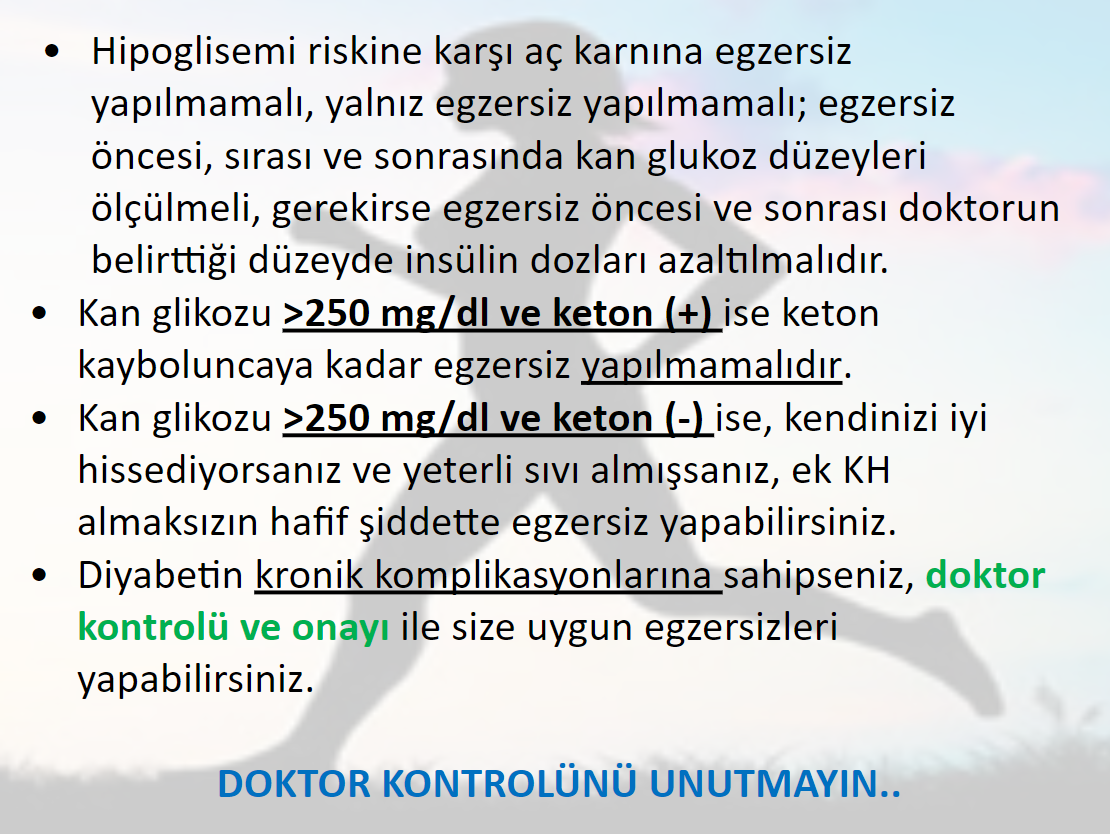 • Hipoglisemi riskine karşı aç karnına egzersiz
yapılmamalı, yalnız egzersiz yapılmamalı; egzersiz
öncesi, sırası ve sonrasında kan glukoz düzeyleri
ölçülmeli, gerekirse egzersiz öncesi ve sonrası doktorun
belirttiği düzeyde insülin dozları azaltılmalıdır.
• Kan glikozu >250 mg/dl ve keton (+) ise keton
kayboluncaya kadar egzersiz yapılmamalıdır.
• Kan glikozu >250 mg/dl ve keton (-) ise, kendinizi iyi
hissediyorsanız ve yeterli sıvı almışsanız, ek KH
almaksızın hafif şiddette egzersiz yapabilirsiniz.
• Diyabetin kronik komplikasyonlarına sahipseniz, doktor
kontrolü ve onayı ile size uygun egzersizleri
yapabilirsiniz.
DOKTOR KONTROLÜNÜ UNUTMAYIN..